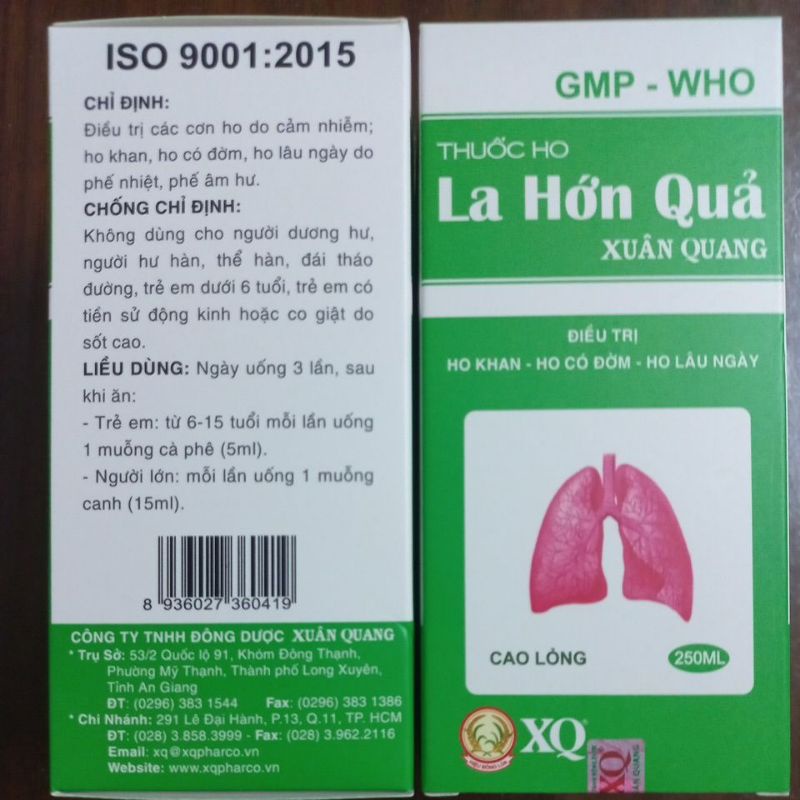 ISO 9001:2015
CHỈ ĐỊNH:
Điều trị các cơn ho do cảm nhiễm;
ho khan, ho có đờm, ho lâu ngày do
phế nhiệt, phế âm hư.
CHỐNG CHỈ ĐỊNH:
Không dùng cho người dương hư,
người hư hàn, thể hàn, đái tháo
đường, trẻ em dưới 6 tuổi, trẻ em có
tiền sử động kinh hoặc co giật do
sốt cao.
LIỀU DÙNG: Ngày uống 3 lần, sau
khi ăn:
- Trẻ em: từ 6-15 tuổi mỗi lần uống
1 muỗng cà phê (5ml).
- Người lớn: mỗi lần uống 1 muỗng
canh (15ml).
8 936027 360419
CÔNG TY TNHH ĐÔNG DƯỢC XUÂN QUANG
* Trụ Sở: 53/2 Quốc lộ 91, Khóm Đông Thạnh,
Phường Mỹ Thạnh, Thành phố Long Xuyên,
Tỉnh An Giang
ĐT: (0296) 383 1544 Fax: (0296) 383 1386
* Chi Nhánh: 291 Lê Đại Hành, P.13, Q.11, TP. HCM
ĐT: (028) 3.858.3999 - Fax: (028) 3.962.2116
Email: xq@xqpharco.vn
Website: www.xqpharco.vn
GMP - WHO
THUỐC HO
La Hớn Quả
XUÂN QUANG
ĐIỀU TRỊ
HO KHAN - HO CÓ ĐỜM - HO LÂU NGÀY
CAO LỎNG
250ML
HIỆU ĐỒNG LÚA
XQ®
XQ